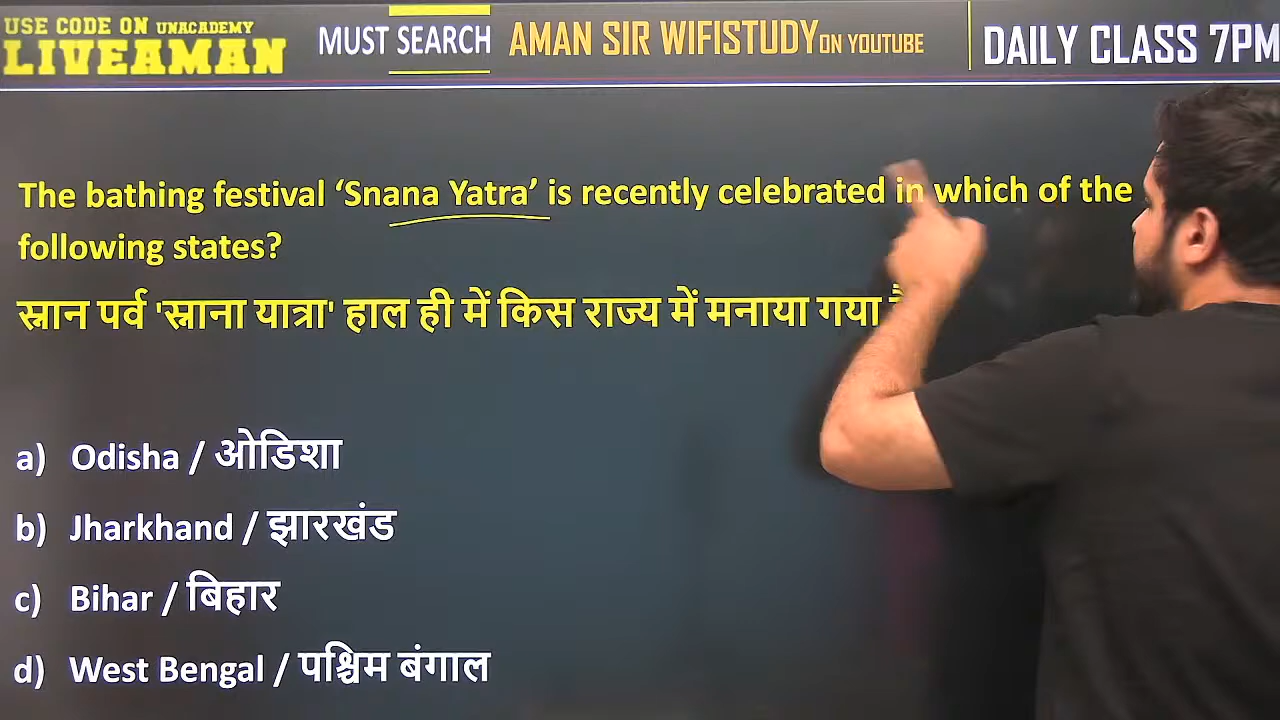 USE CODE ON UNACADEMY
LIVEAMAN
MUST SEARCH AMAN SIR WIFISTUDY ON YOUTUBE
DAILY CLASS 7PM
The bathing festival ‘Snana Yatra’ is recently celebrated in which of the
following states?
स्नान पर्व 'स्नाना यात्रा' हाल ही में किस राज्य में मनाया गया
a) Odisha / ओडिशा
b) Jharkhand / झारखंड
c) Bihar / बिहार
d) West Bengal / पश्चिम बंगाल